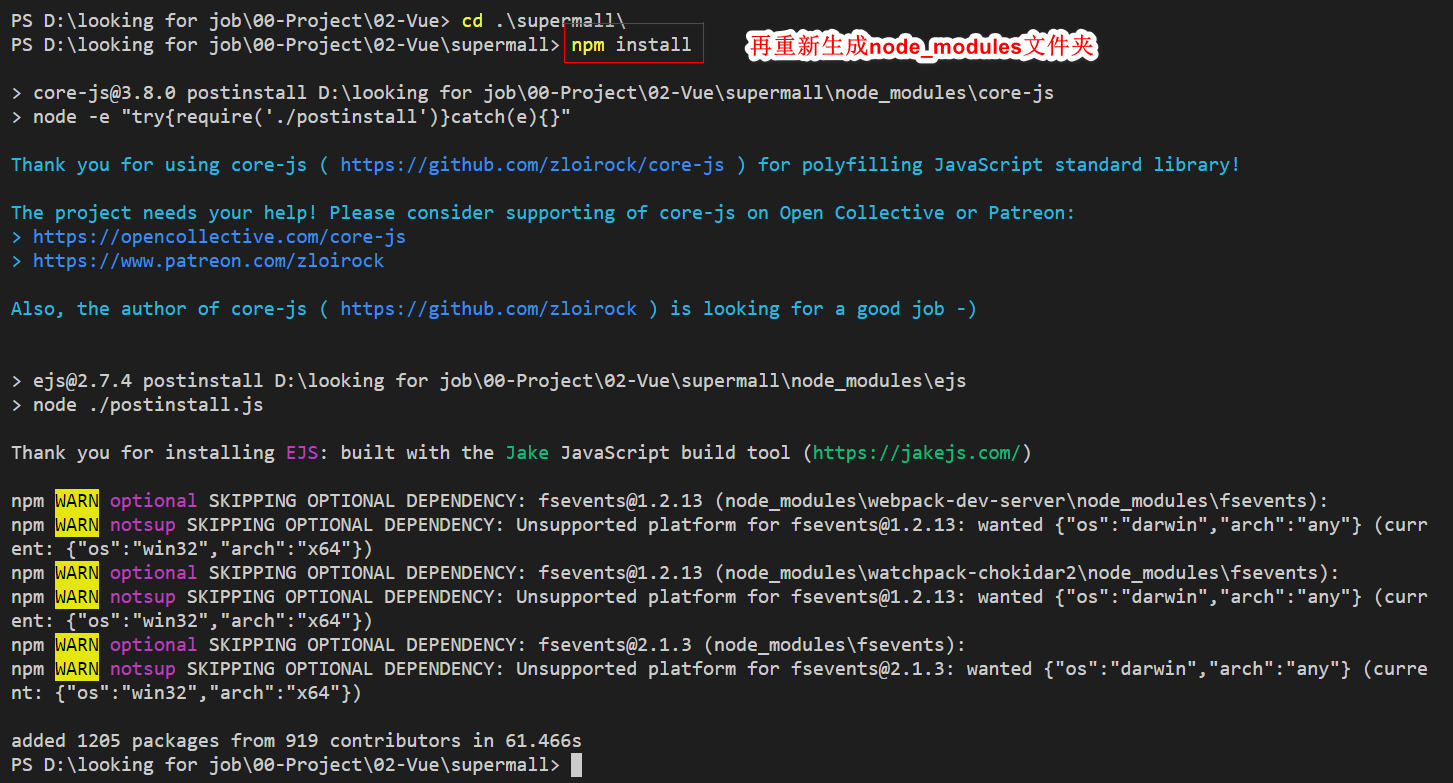 PS D:\looking for job\00-Project\02-Vue> cd .\supermall\
PS D:\looking for job\00-Project\02-Vue\supermall> npm install
再重新生成node_modules文件夹
> core-js@3.8.0 postinstall D:\looking for job\00-Project\02-Vue\supermall\node_modules\core-js
> node -e "try{require('./postinstall')}catch(e){}"
Thank you for using core-js ( https://github.com/zloirock/core-js ) for polyfilling JavaScript standard library!
The project needs your help! Please consider supporting of core-js on Open Collective or Patreon:
> https://opencollective.com/core-js
> https://www.patreon.com/zloirock
Also, the author of core-js ( https://github.com/zloirock ) is looking for a good job -)
> ejs@2.7.4 postinstall D:\looking for job\00-Project\02-Vue\supermall\node_modules\ejs
> node ./postinstall.js
Thank you for installing EJS: built with the Jake JavaScript build tool (https://jakejs.com/)
npm WARN optional SKIPPING OPTIONAL DEPENDENCY: fsevents@1.2.13 (node_modules\webpack-dev-server\node_modules\fsevents):
npm WARN notsup SKIPPING OPTIONAL DEPENDENCY: Unsupported platform for fsevents@1.2.13: wanted {"os":"darwin","arch":"any"} (curr
ent: {"os":"win32","arch":"x64"})
npm WARN optional SKIPPING OPTIONAL DEPENDENCY: fsevents@1.2.13 (node_modules\watchpack-chokidar2\node_modules\fsevents):
npm WARN notsup SKIPPING OPTIONAL DEPENDENCY: Unsupported platform for fsevents@1.2.13: wanted {"os":"darwin","arch":"any"} (curr
ent: {"os":"win32","arch":"x64"})
npm WARN optional SKIPPING OPTIONAL DEPENDENCY: fsevents@2.1.3 (node_modules\fsevents):
npm WARN notsup SKIPPING OPTIONAL DEPENDENCY: Unsupported platform for fsevents@2.1.3: wanted {"os":"darwin","arch":"any"} (curre
nt: {"os":"win32","arch":"x64"})
added 1205 packages from 919 contributors in 61.466s
PS D:\looking for job\00-Project\02-Vue\supermall>